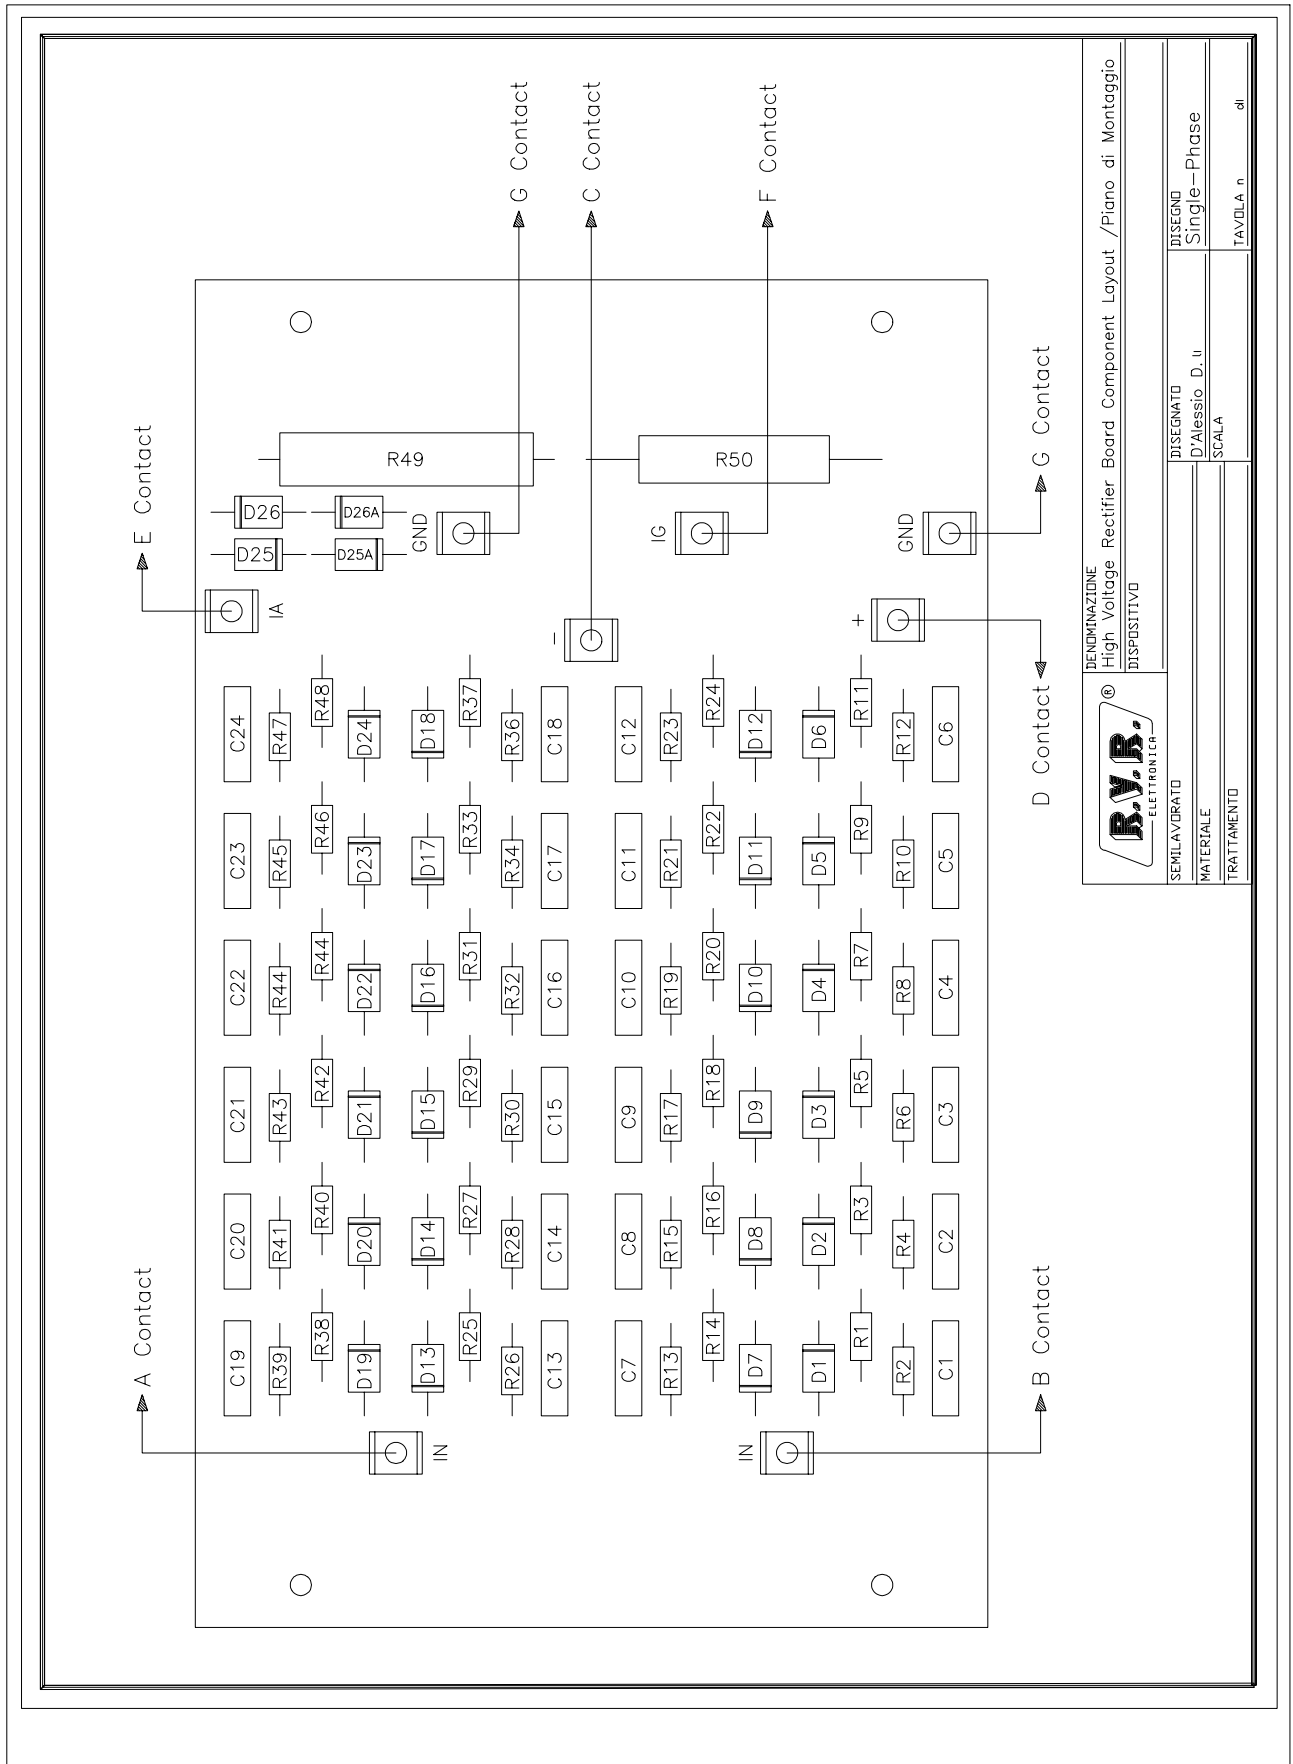 A Contact
E Contact
C19 C20 C21 C22 C23 C24
D25 D26
R39 R41 R43 R44 R45 R47
IA
R38 R40 R42 R44 R46 R48
D19 D20 D21 D22 D23 D24
D25A D26A
R49
GND
D13 D14 D15 D16 D17 D18
IN
R25 R27 R29 R31 R33 R37
R26 R28 R30 R32 R34 R36
G Contact
C13 C14 C15 C16 C17 C18
-
C Contact
C7 C8 C9 C10 C11 C12
IG
R13 R15 R17 R19 R21 R23
R14 R16 R18 R20 R22 R24
R50
IN
D7 D8 D9 D10 D11 D12
F Contact
D1 D2 D3 D4 D5 D6
R1 R3 R5 R7 R9 R11
+
R2 R4 R6 R8 R10 R12
GND
C1 C2 C3 C4 C5 C6
B Contact
D Contact
G Contact
R.V.R. ®
ELETTRONICA
DENOMINAZIONE
High Voltage Rectifier Board Component Layout /Piano di Montaggio
DISPOSITIVO
SEMILAVORATO
DISEGNATO
D'Alessio D.
DISEGNO
Single-Phase
MATERIALE
SCALA
TRATTAMENTO
TAVOLA n di